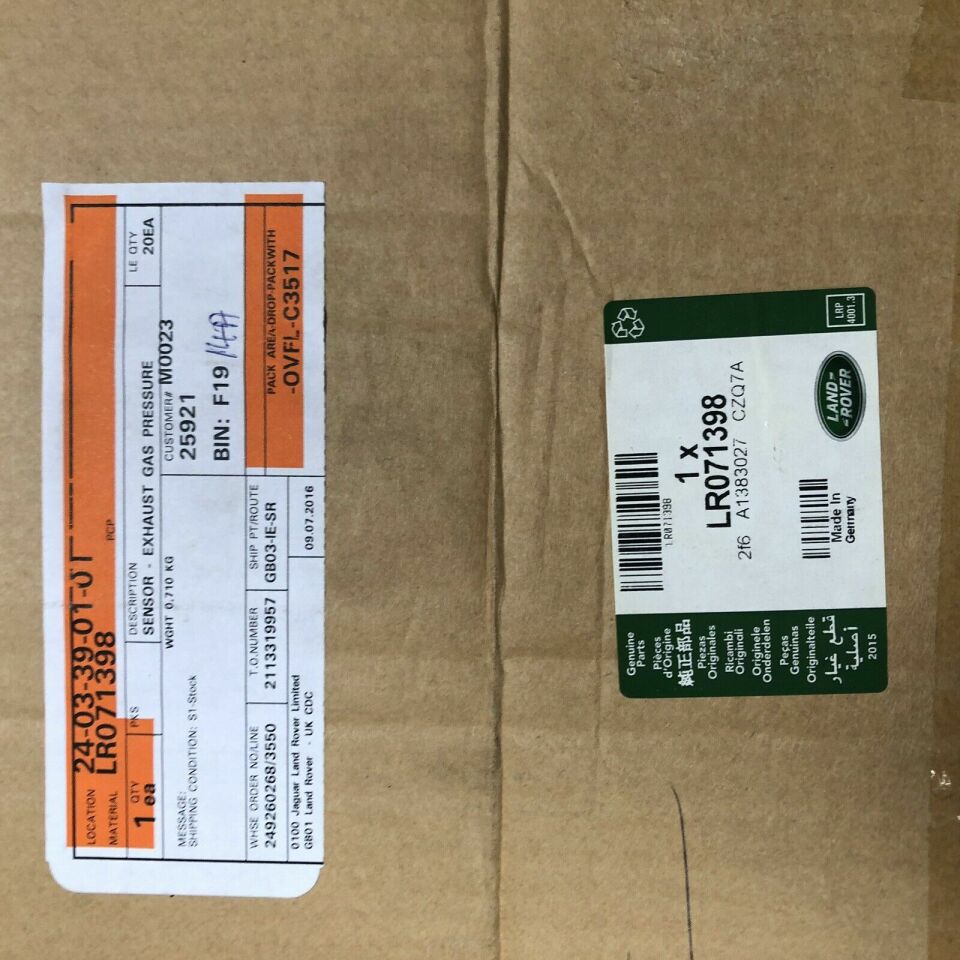 LOCATION 24-03-39-01-01
MATERIAL LR071398 PCP
QTY 1 ea
PKS
DESCRIPTION
SENSOR - EXHAUST GAS PRESSURE
LE QTY
20EA
WGHT 0.710 KG
MESSAGE:
SHIPPING CONDITION: S1-Stock
CUSTOMER# M0023
25921
BIN: F19
WHSE ORDER NO/LINE
249260268/3550
T.O.NUMBER
2113319957
SHIP PT/ROUTE
GB03-IE-SR
PACK AREA-DROP-PACKWITH
-OVFL-C3517
0100 Jaguar Land Rover Limited
GB01 Land Rover - UK CDC
09.07.2016
LR071398
1 x
LR071398
2f6 A1383027 CZQ7A
Made In
Germany
LAND-
-ROVER
LRP
4001.3
Genuine
Parts
Pièces
d'Origine
純正部品
Piezas
Originales
Ricambi
Originali
Originele
Onderdelen
Peças
Genuinas
Originalteile
قطع غيار
أصلية
2015